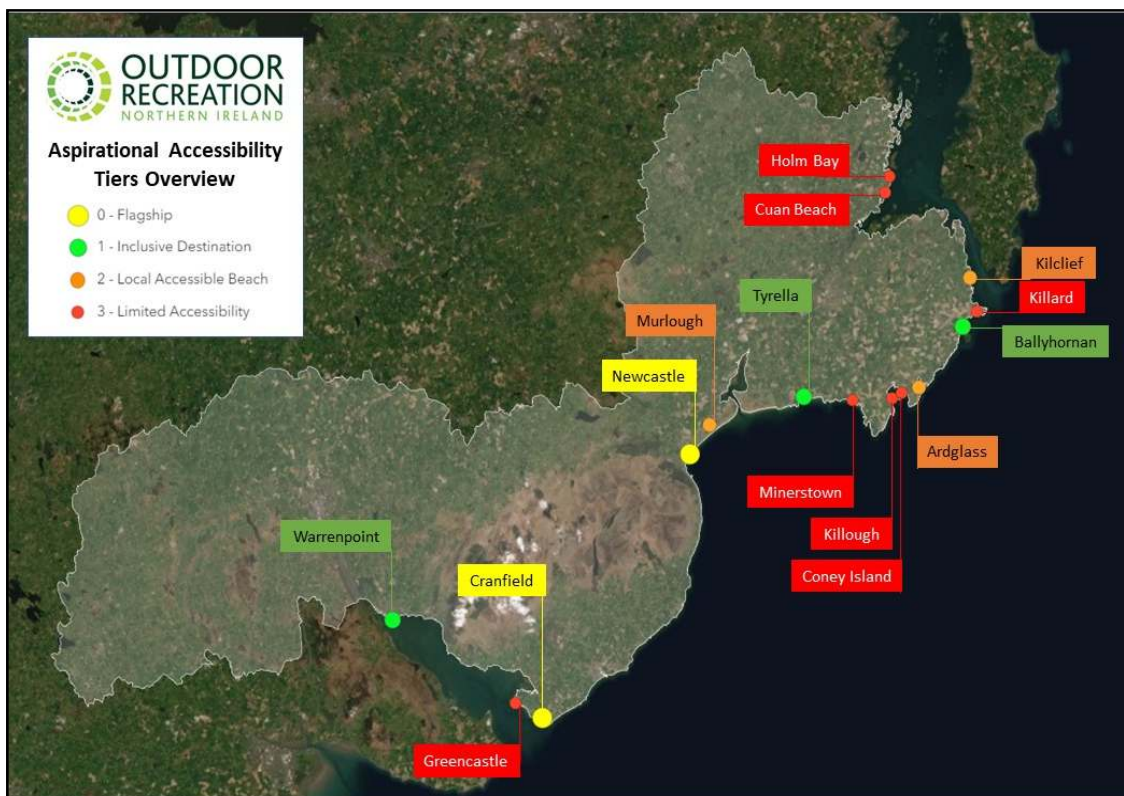 OUTDOOR
RECREATION
NORTHERN IRELAND
Aspirational Accessibility
Tiers Overview
0 - Flagship
1 - Inclusive Destination
2 - Local Accessible Beach
3 - Limited Accessibility
Holm Bay
Cuan Beach
Kilclief
Killard
Ballyhornan
Tyrella
Murlough
Newcastle
Ardglass
Minerstown
Killough
Coney Island
Warrenpoint
Cranfield
Greencastle